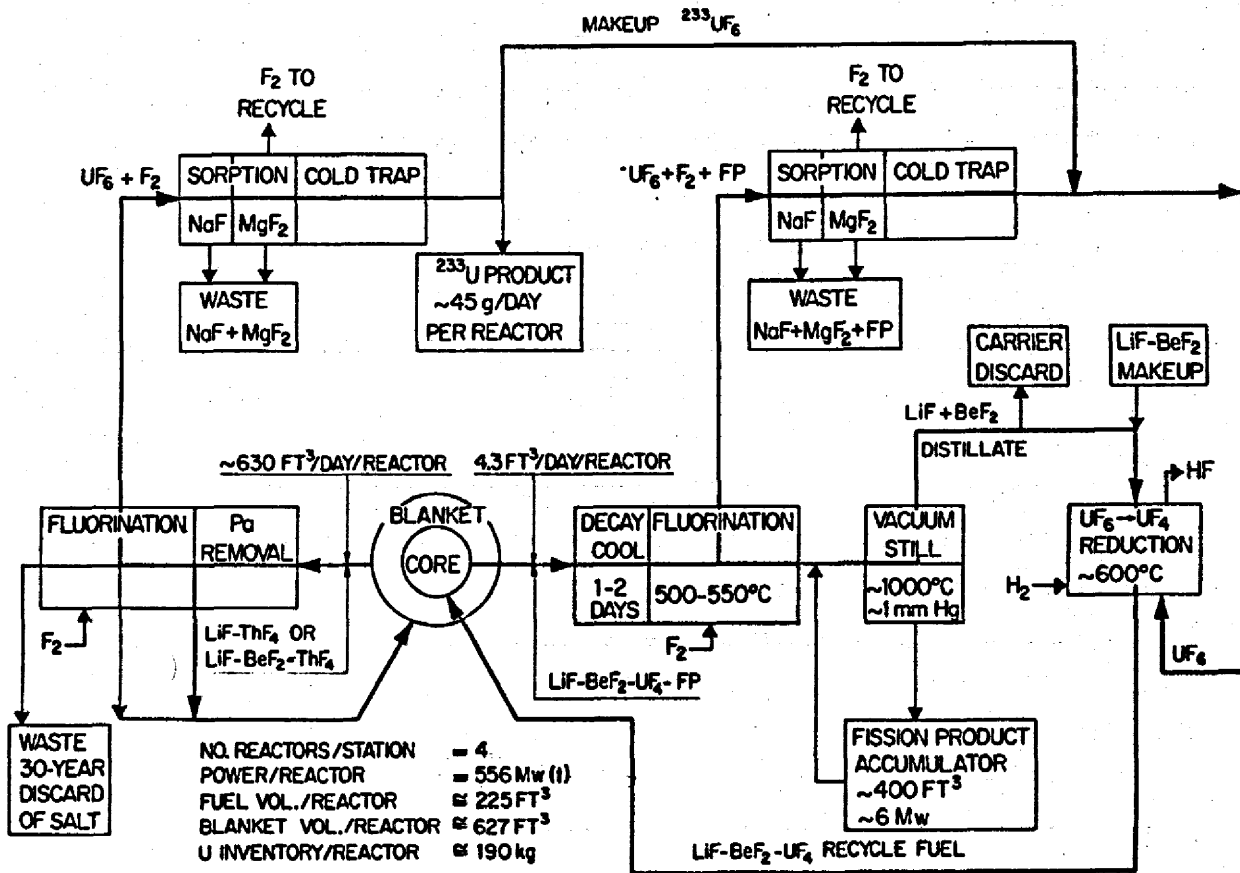 MAKEUP ²³³UF₆
F₂ TO
RECYCLE
F₂ TO
RECYCLE
UF₆ + F₂
SORPTION
COLD TRAP
NaF
MgF₂
UF₆+F₂+FP
SORPTION
COLD TRAP
NaF
MgF₂
WASTE
NaF+MgF₂
²³³U PRODUCT
~45 g/DAY
PER REACTOR
WASTE
NaF+MgF₂+FP
CARRIER
DISCARD
LiF-BeF₂
MAKEUP
LiF+BeF₂
DISTILLATE
~630 FT³/DAY/REACTOR
4.3 FT³/DAY/REACTOR
HF
FLUORINATION
Pa
REMOVAL
BLANKET
CORE
DECAY
COOL
1-2
DAYS
FLUORINATION
500-550°C
VACUUM
STILL
~1000°C
~1 mm Hg
UF₆→UF₄
REDUCTION
~600°C
H₂
F₂
LiF-ThF₄ OR
LiF-BeF₂-ThF₄
F₂
LiF-BeF₂-UF₄-FP
UF₆
WASTE
30-YEAR
DISCARD
OF SALT
NO. REACTORS/STATION = 4
POWER/REACTOR = 556 Mw (t)
FUEL VOL./REACTOR ≅ 225 FT³
BLANKET VOL./REACTOR ≅ 627 FT³
U INVENTORY/REACTOR ≅ 190 kg
FISSION PRODUCT
ACCUMULATOR
~400 FT³
~6 Mw
LiF-BeF₂-UF₄ RECYCLE FUEL